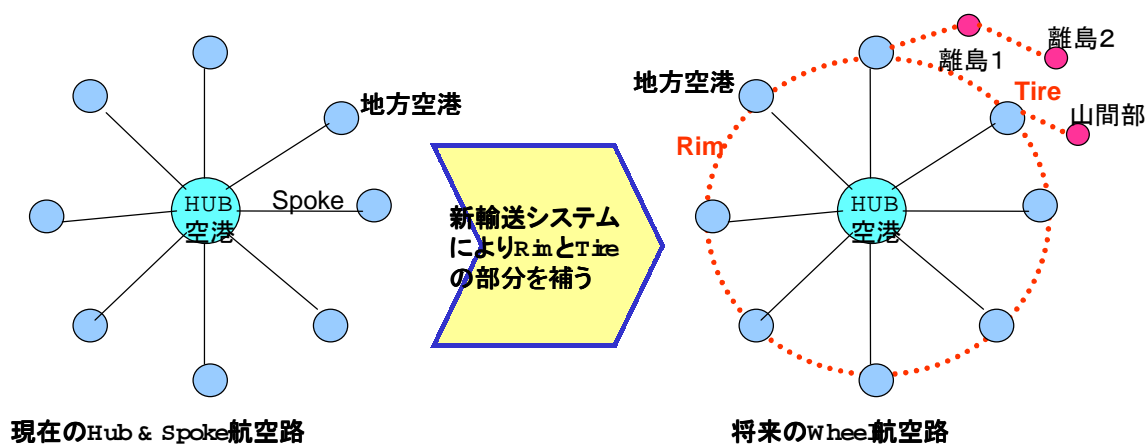 地方空港
HUB
空港
Spoke
現在のHub & Spoke航空路
新輸送システム
によりRimとTire
の部分を補う
離島1
離島2
地方空港
Tire
山間部
Rim
HUB
空港
将来のWheel航空路